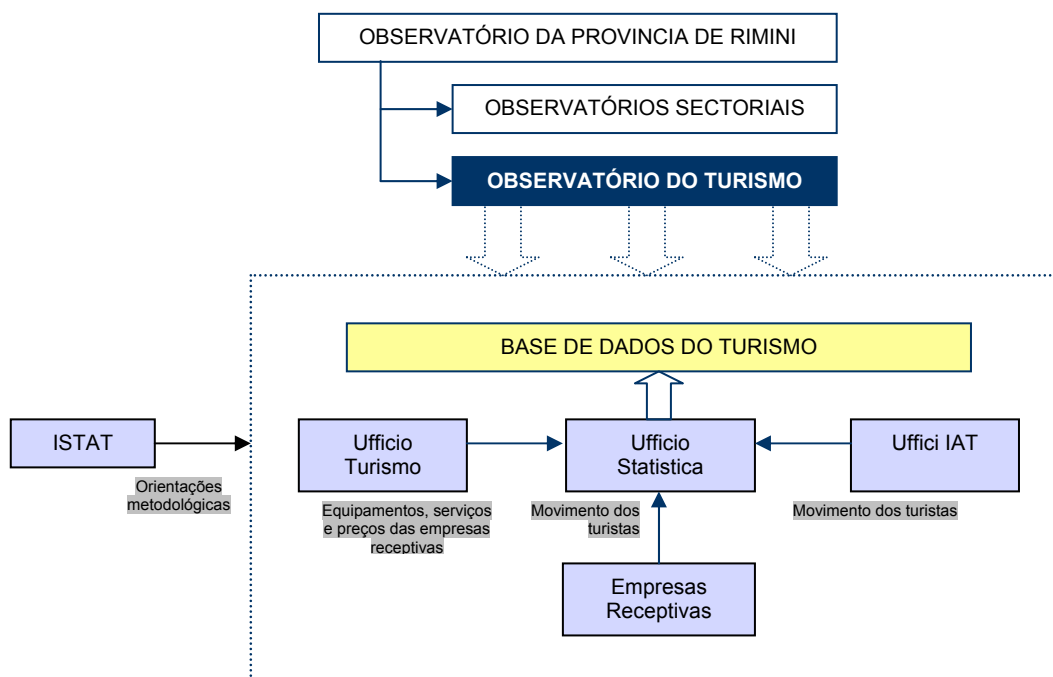 OBSERVATÓRIO DA PROVINCIA DE RIMINI
OBSERVATÓRIOS SECTORIAIS
OBSERVATÓRIO DO TURISMO
BASE DE DADOS DO TURISMO
ISTAT
Orientações
metodológicas
Ufficio
Turismo
Equipamentos, serviços
e preços das empresas
receptivas
Ufficio
Statistica
Movimento dos
turistas
Uffici IAT
Movimento dos turistas
Empresas
Receptivas